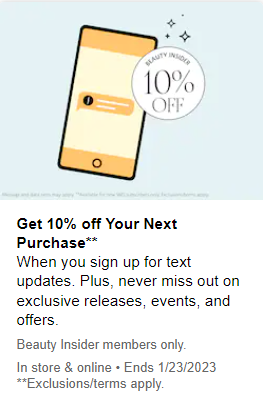 BEAUTY INSIDER
10%
OFF
Get 10% off Your Next
Purchase**
When you sign up for text
updates. Plus, never miss out on
exclusive releases, events, and
offers.
Beauty Insider members only.
In store & online • Ends 1/23/2023
**Exclusions/terms apply.